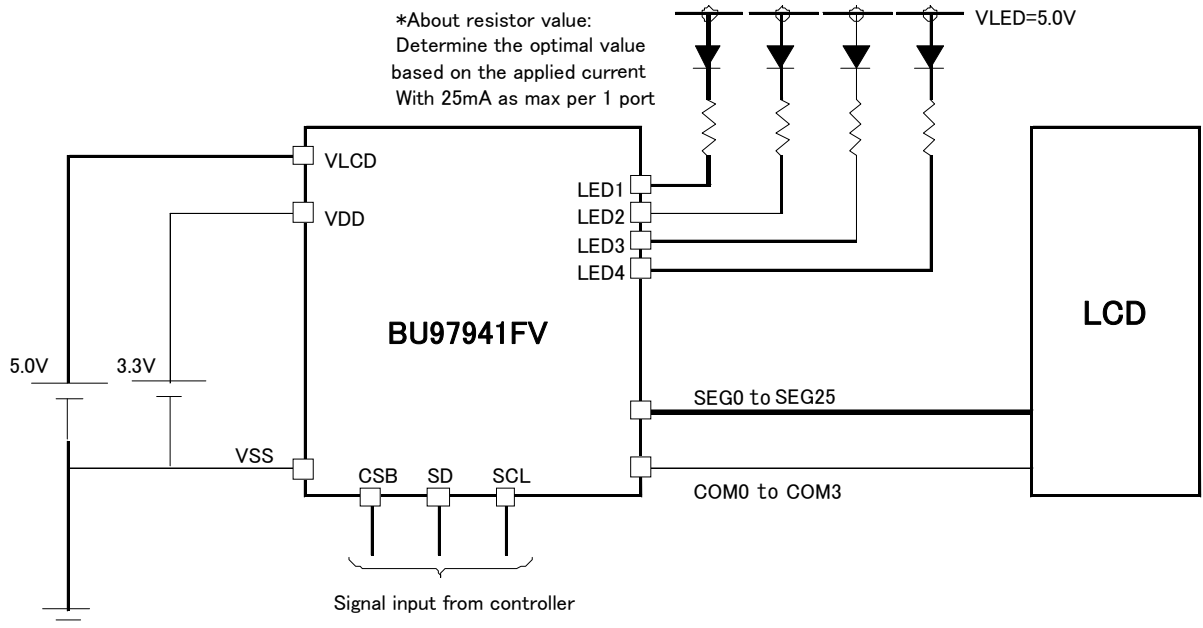 *About resistor value:
Determine the optimal value
based on the applied current
With 25mA as max per 1 port
VLED=5.0V
VLCD
VDD
LED1
LED2
LED3
LED4
BU97941FV
LCD
5.0V
3.3V
SEG0 to SEG25
VSS
CSB
SD
SCL
COM0 to COM3
Signal input from controller